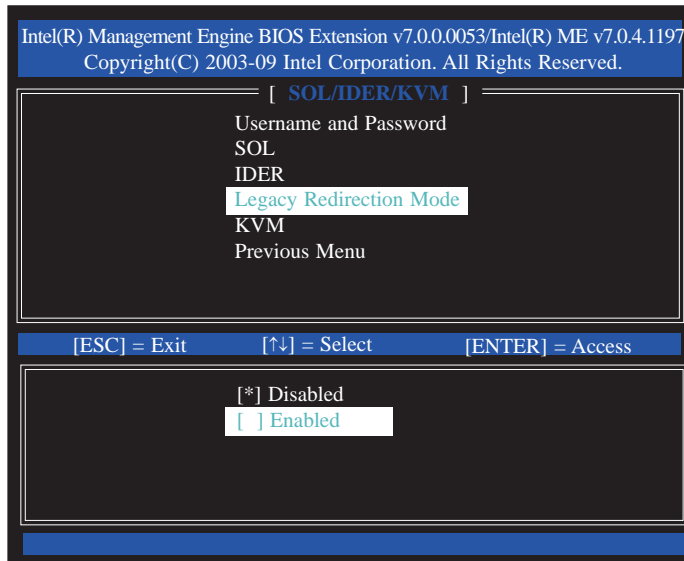 Intel(R) Management Engine BIOS Extension v7.0.0.0053/Intel(R) ME v7.0.4.1197
Copyright(C) 2003-09 Intel Corporation. All Rights Reserved.
[ SOL/IDER/KVM ]
Username and Password
SOL
IDER
Legacy Redirection Mode
KVM
Previous Menu
[ESC] = Exit [↑↓] = Select [ENTER] = Access
[*] Disabled
[ ] Enabled